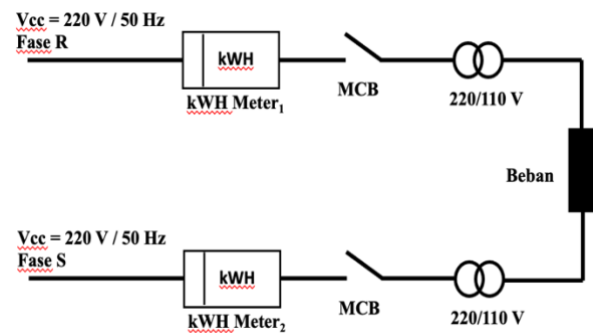 Vcc = 220 V / 50 Hz
Fase R
kWH
kWH Meter₁
MCB
220/110 V
Beban
Vcc = 220 V / 50 Hz
Fase S
kWH
kWH Meter₂
MCB
220/110 V